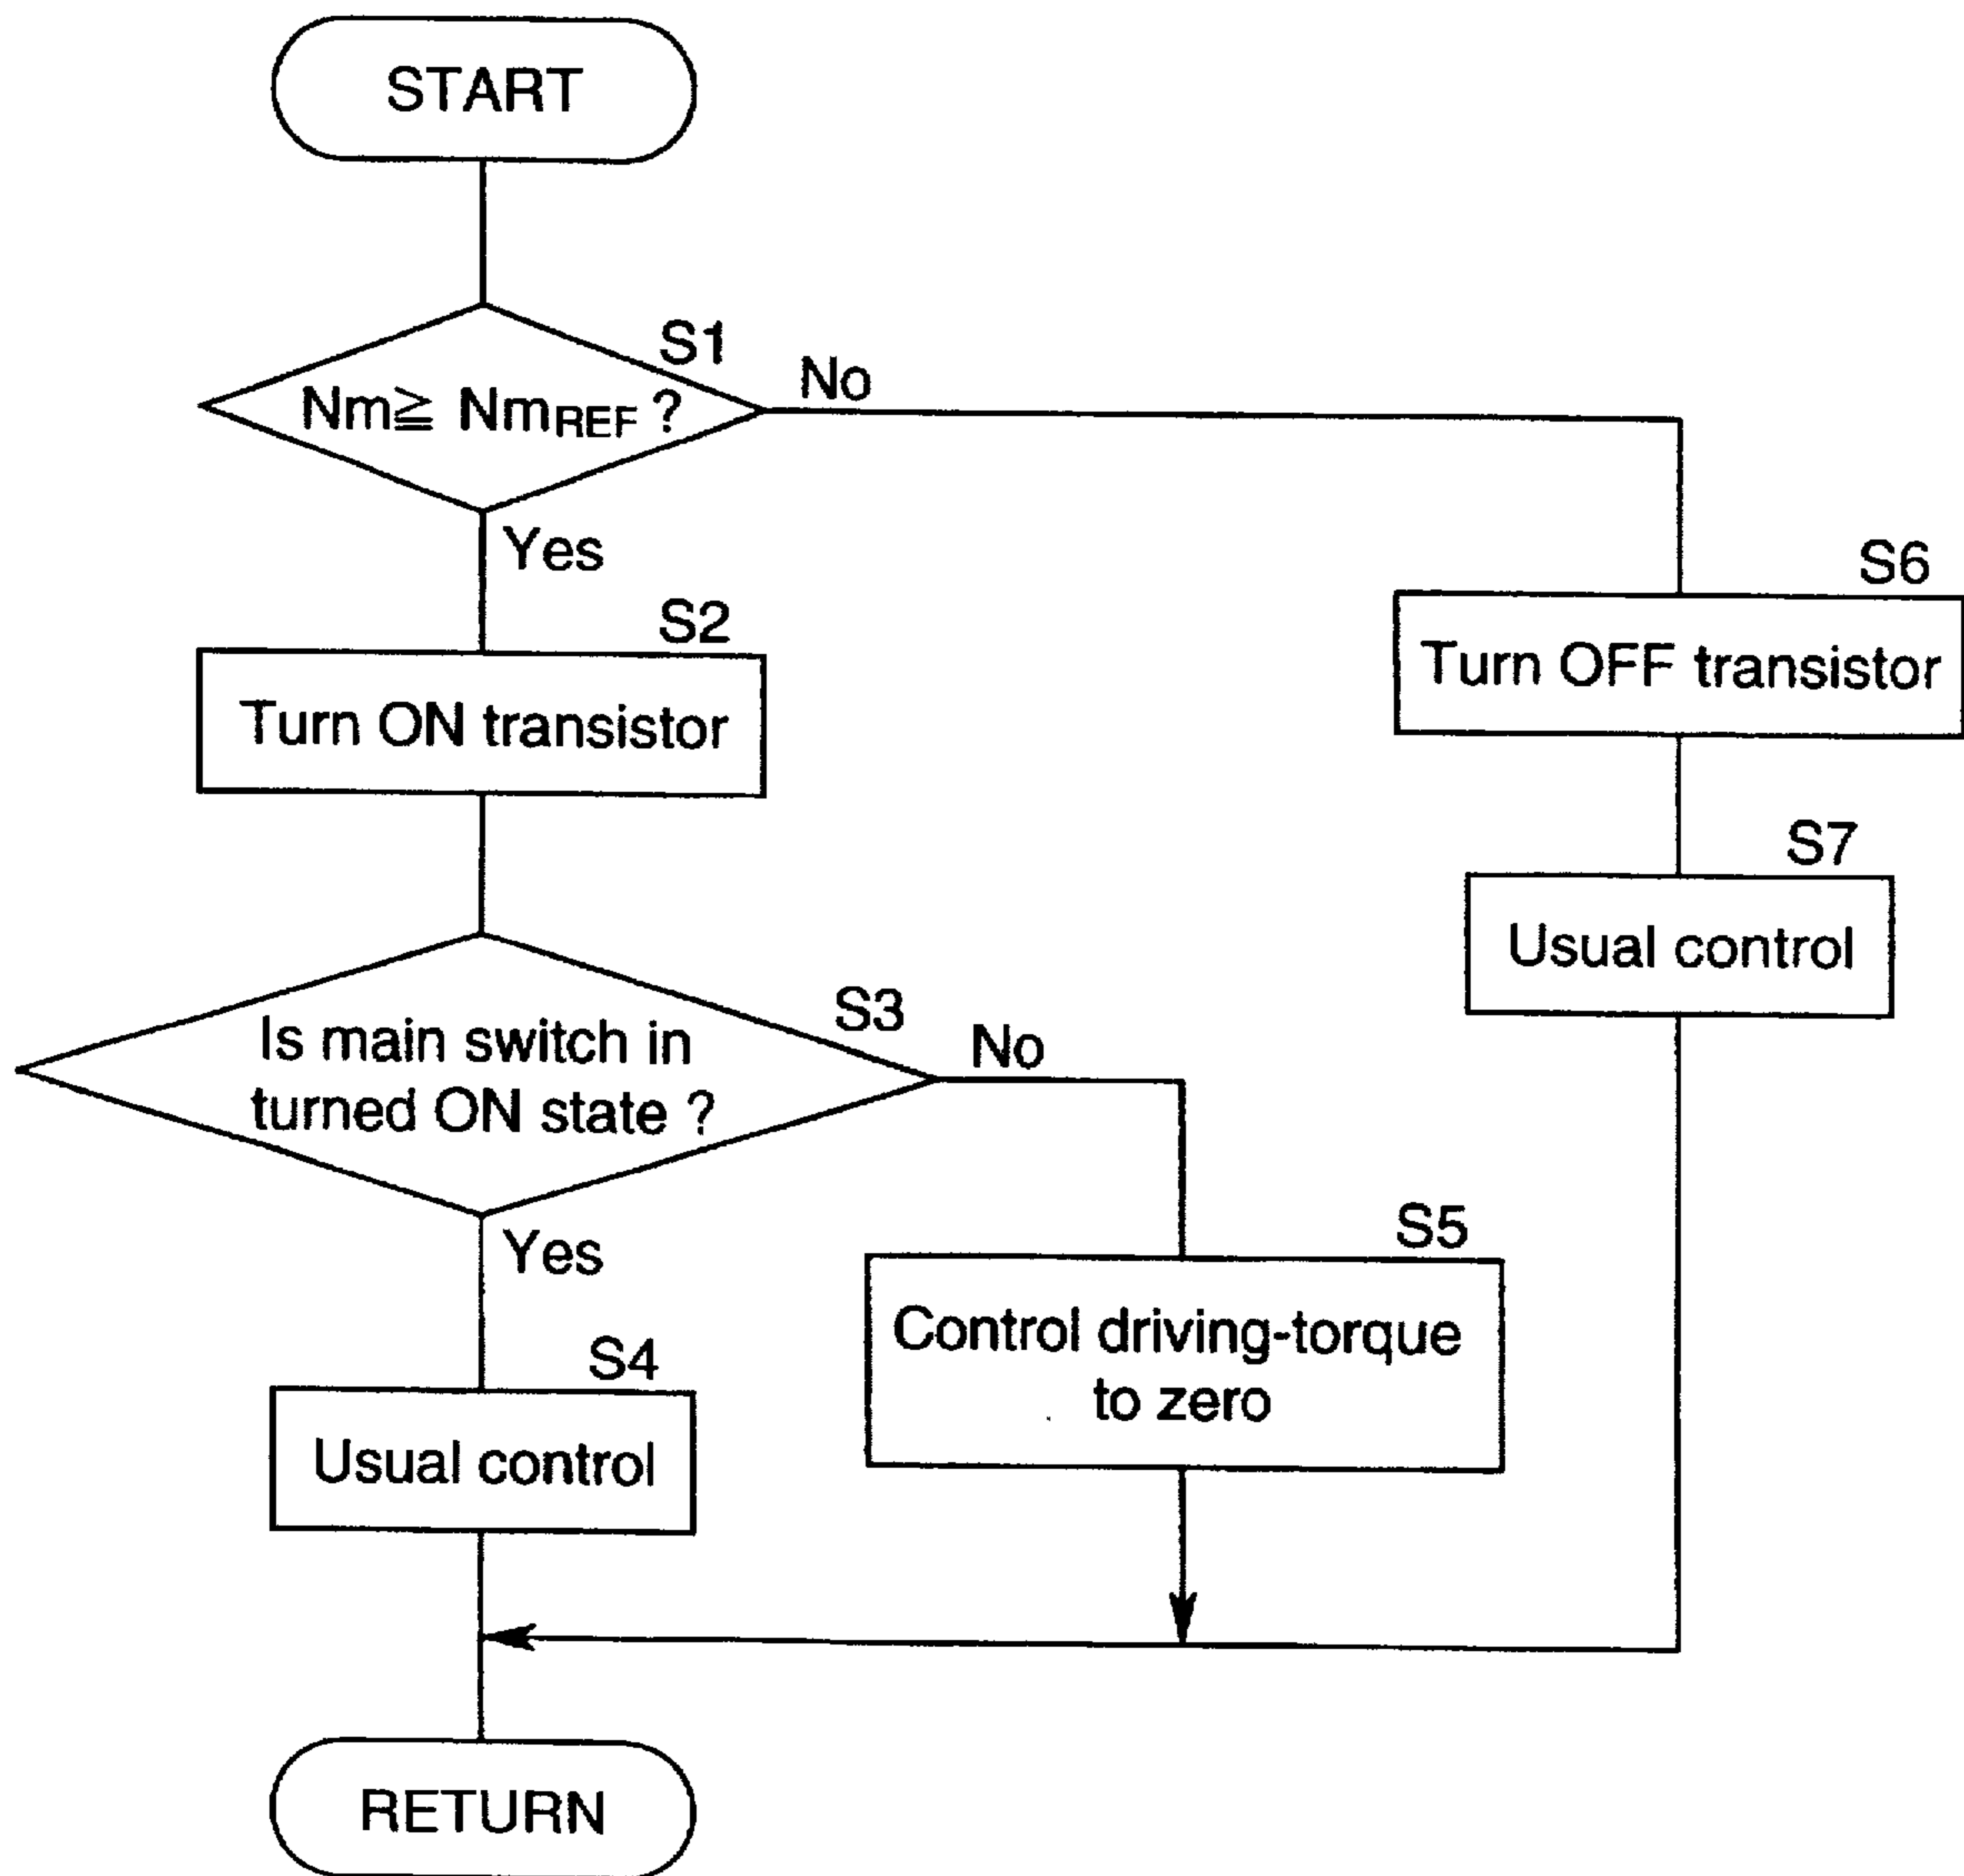 START
S1
Nm≧ NmREF ?
No
Yes
S2
Turn ON transistor
S6
Turn OFF transistor
S7
Usual control
S3
Is main switch in
turned ON state ?
No
Yes
S5
Control driving-torque
to zero
S4
Usual control
RETURN